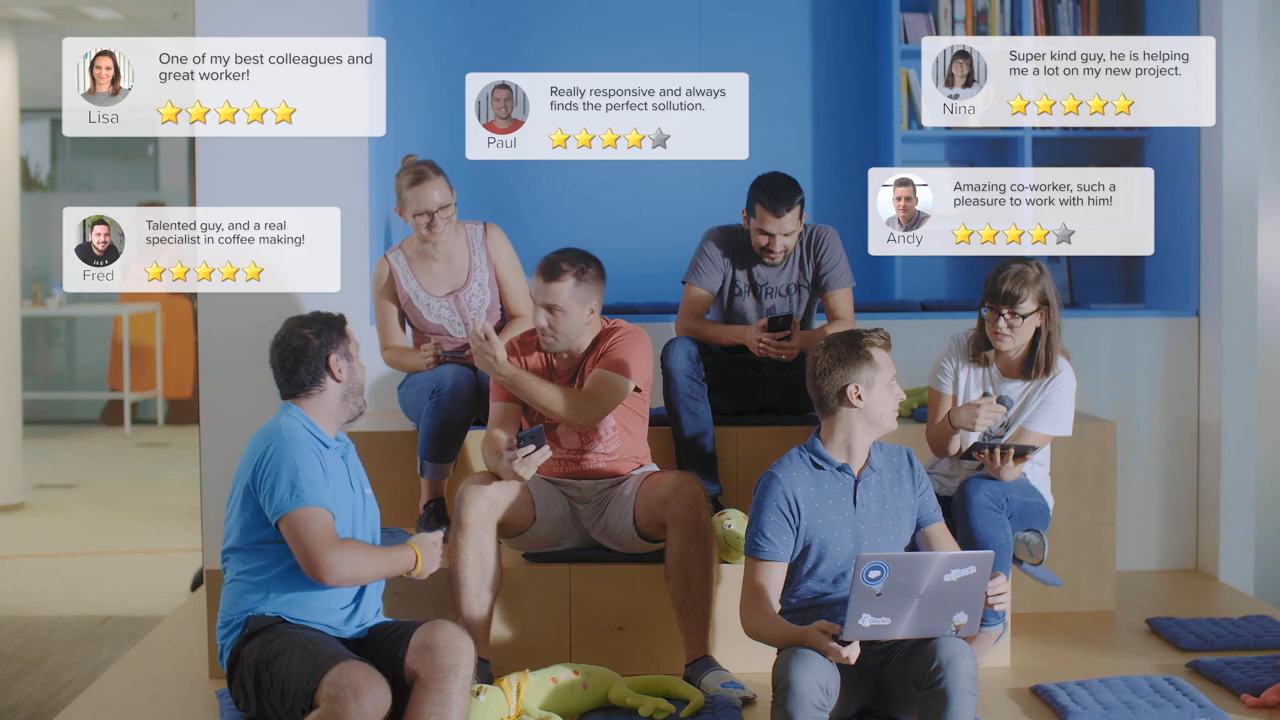 One of my best colleagues and
great worker!
Lisa
Really responsive and always
finds the perfect sollution.
Paul
Super kind guy, he is helping
me a lot on my new project.
Nina
Amazing co-worker, such a
pleasure to work with him!
Andy
Talented guy, and a real
specialist in coffee making!
Fred